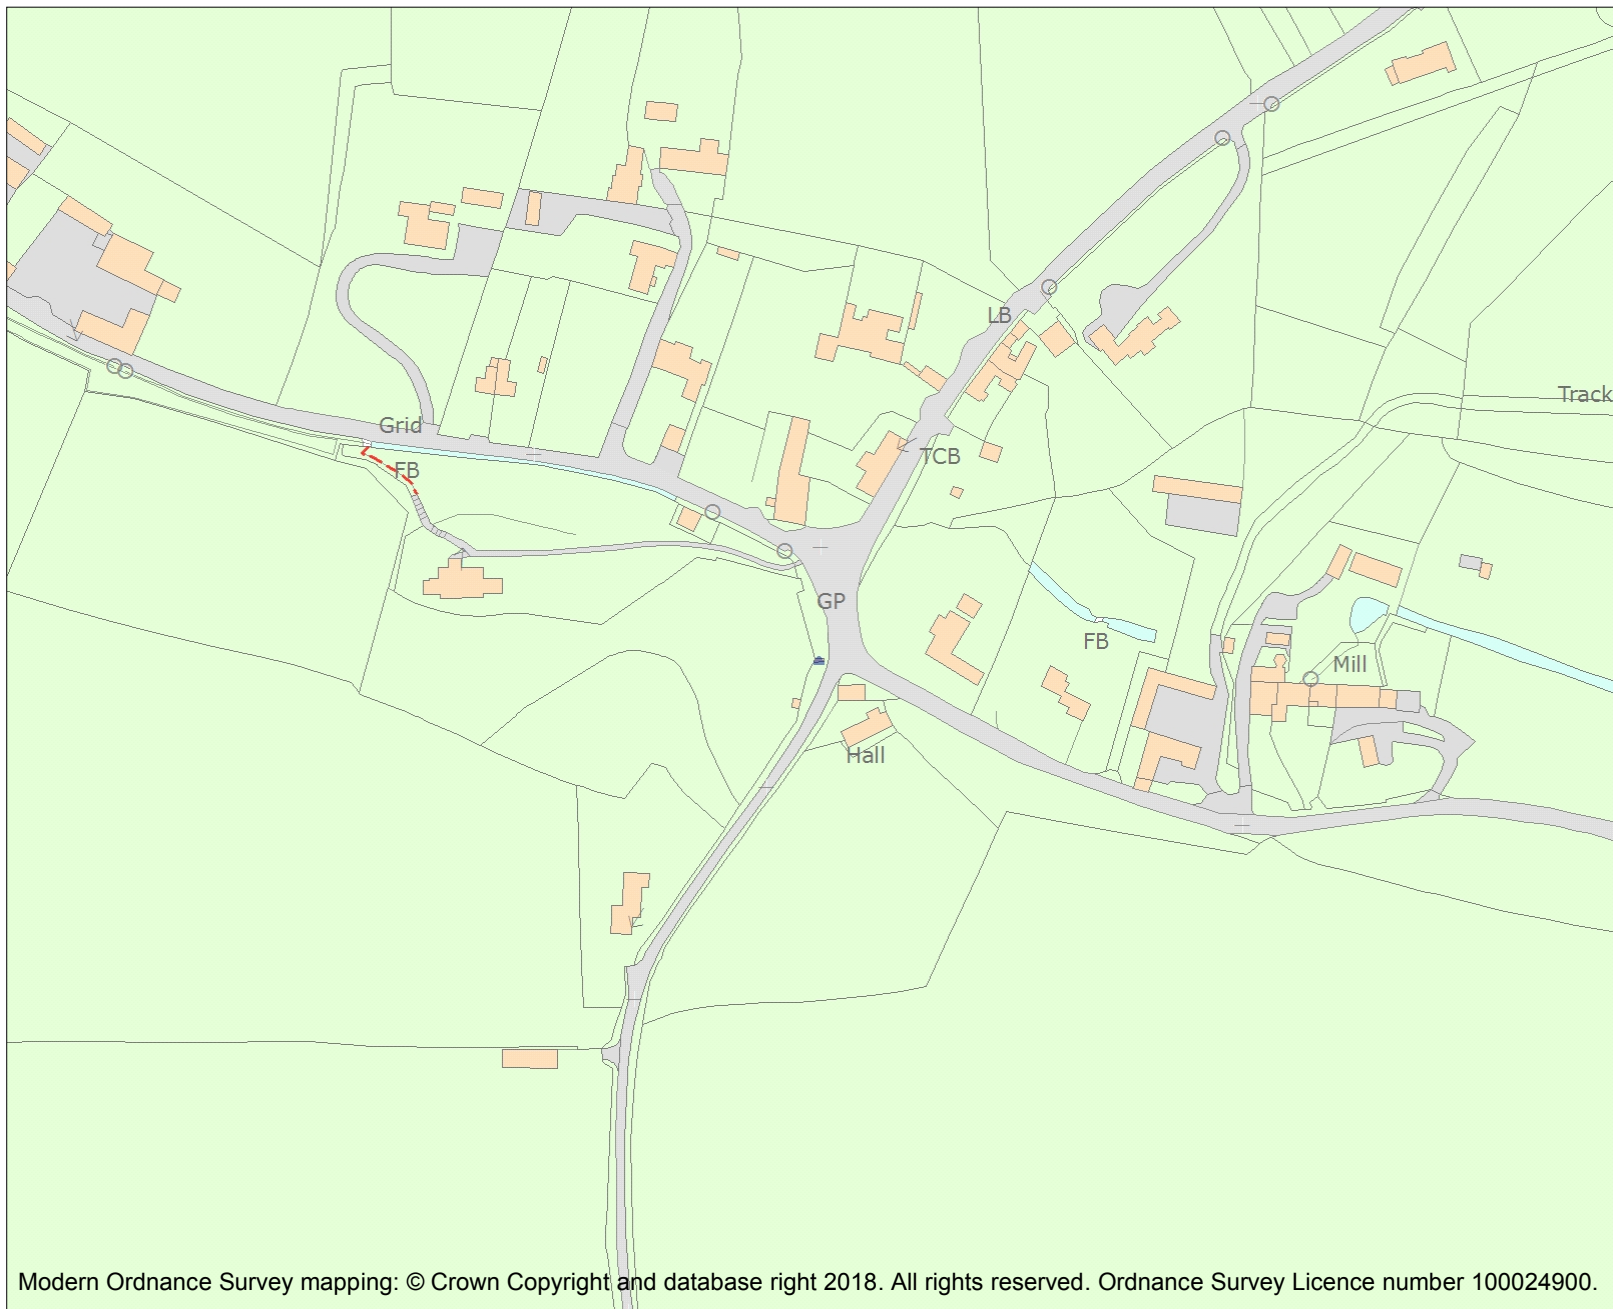 LB
Track
Grid
TCB
FB
GP
FB
Mill
Hall
Modern Ordnance Survey mapping: © Crown Copyright and database right 2018. All rights reserved. Ordnance Survey Licence number 100024900.